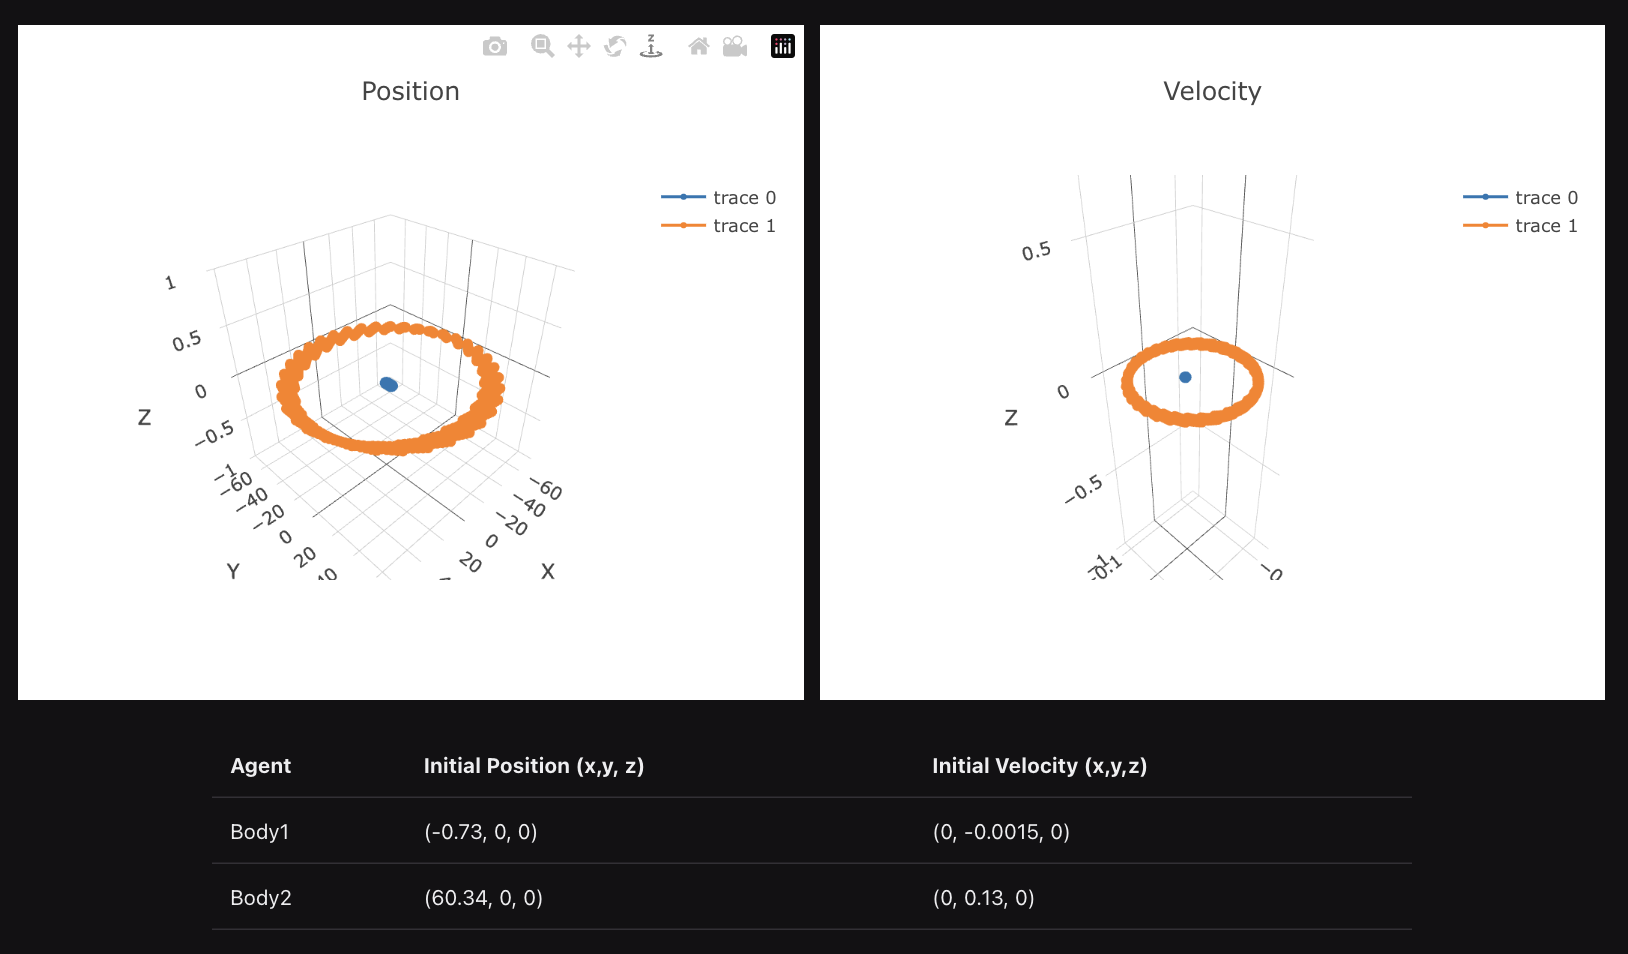 Position
trace 0
trace 1
1
0.5
0
−0.5
−1
Z
−60
−40
−20
0
20
Y
−60
−40
−20
0
20
X
Velocity
trace 0
trace 1
0.5
0
−0.5
−1
Z
Agent Initial Position (x,y, z) Initial Velocity (x,y,z)
Body1 (-0.73, 0, 0) (0, -0.0015, 0)
Body2 (60.34, 0, 0) (0, 0.13, 0)